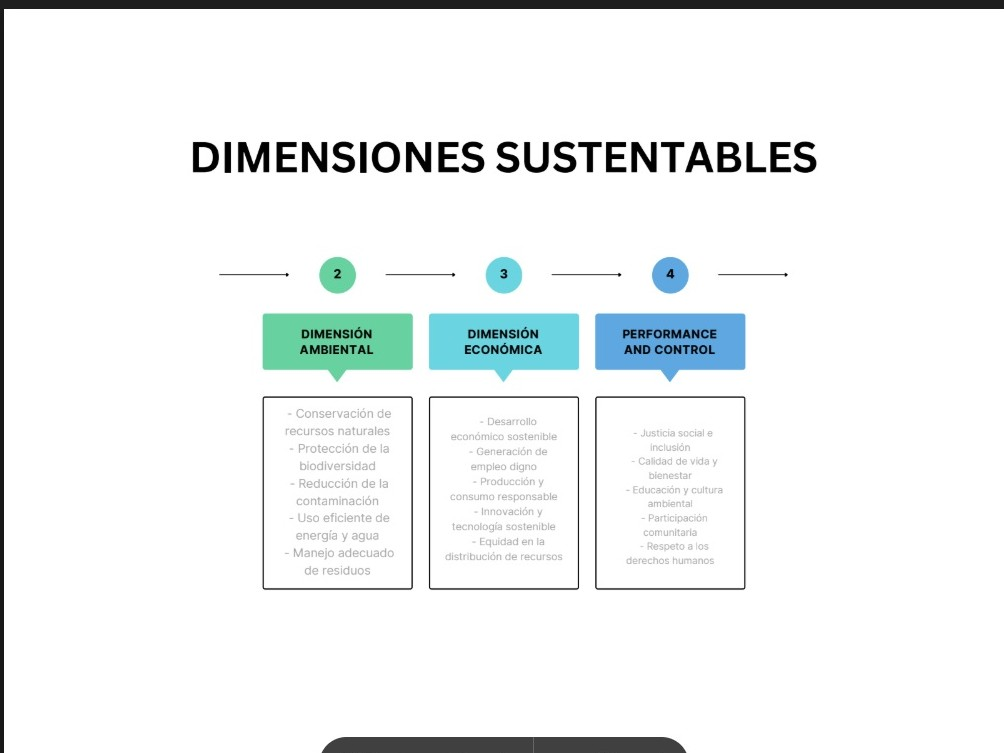 DIMENSIONES SUSTENTABLES
2
3
4
DIMENSIÓN
AMBIENTAL
DIMENSIÓN
ECONÓMICA
PERFORMANCE
AND CONTROL
- Conservación de
recursos naturales
- Protección de la
biodiversidad
- Reducción de la
contaminación
- Uso eficiente de
energía y agua
- Manejo adecuado
de residuos
- Desarrollo
económico sostenible
- Generación de
empleo digno
- Producción y
consumo responsable
- Innovación y
tecnología sostenible
- Equidad en la
distribución de recursos
- Justicia social e
inclusión
- Calidad de vida y
bienestar
- Educación y cultura
ambiental
- Participación
comunitaria
- Respeto a los
derechos humanos